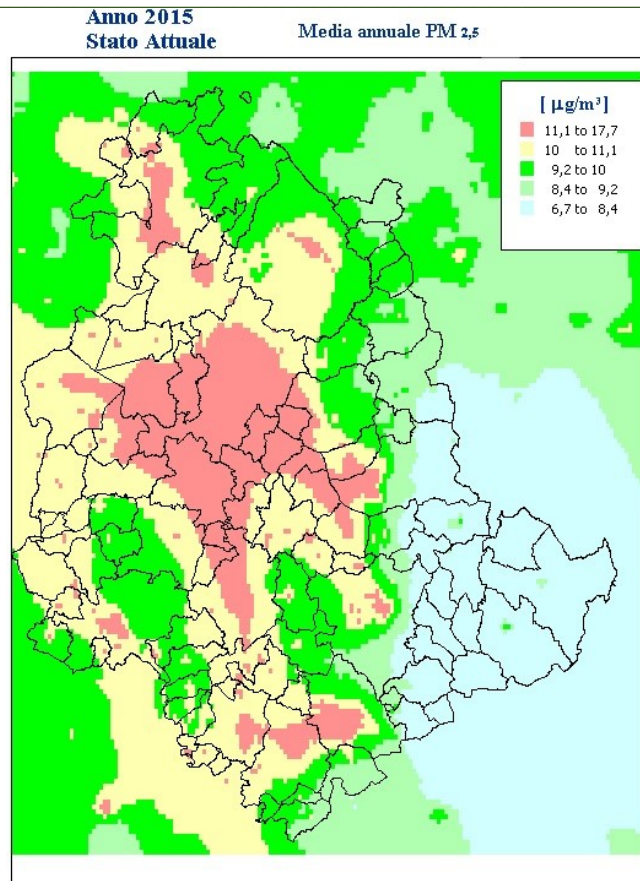 Anno 2015
Stato Attuale
Media annuale PM 2,5
[ µg/m³ ]
11,1 to 17,7
10 to 11,1
9,2 to 10
8,4 to 9,2
6,7 to 8,4